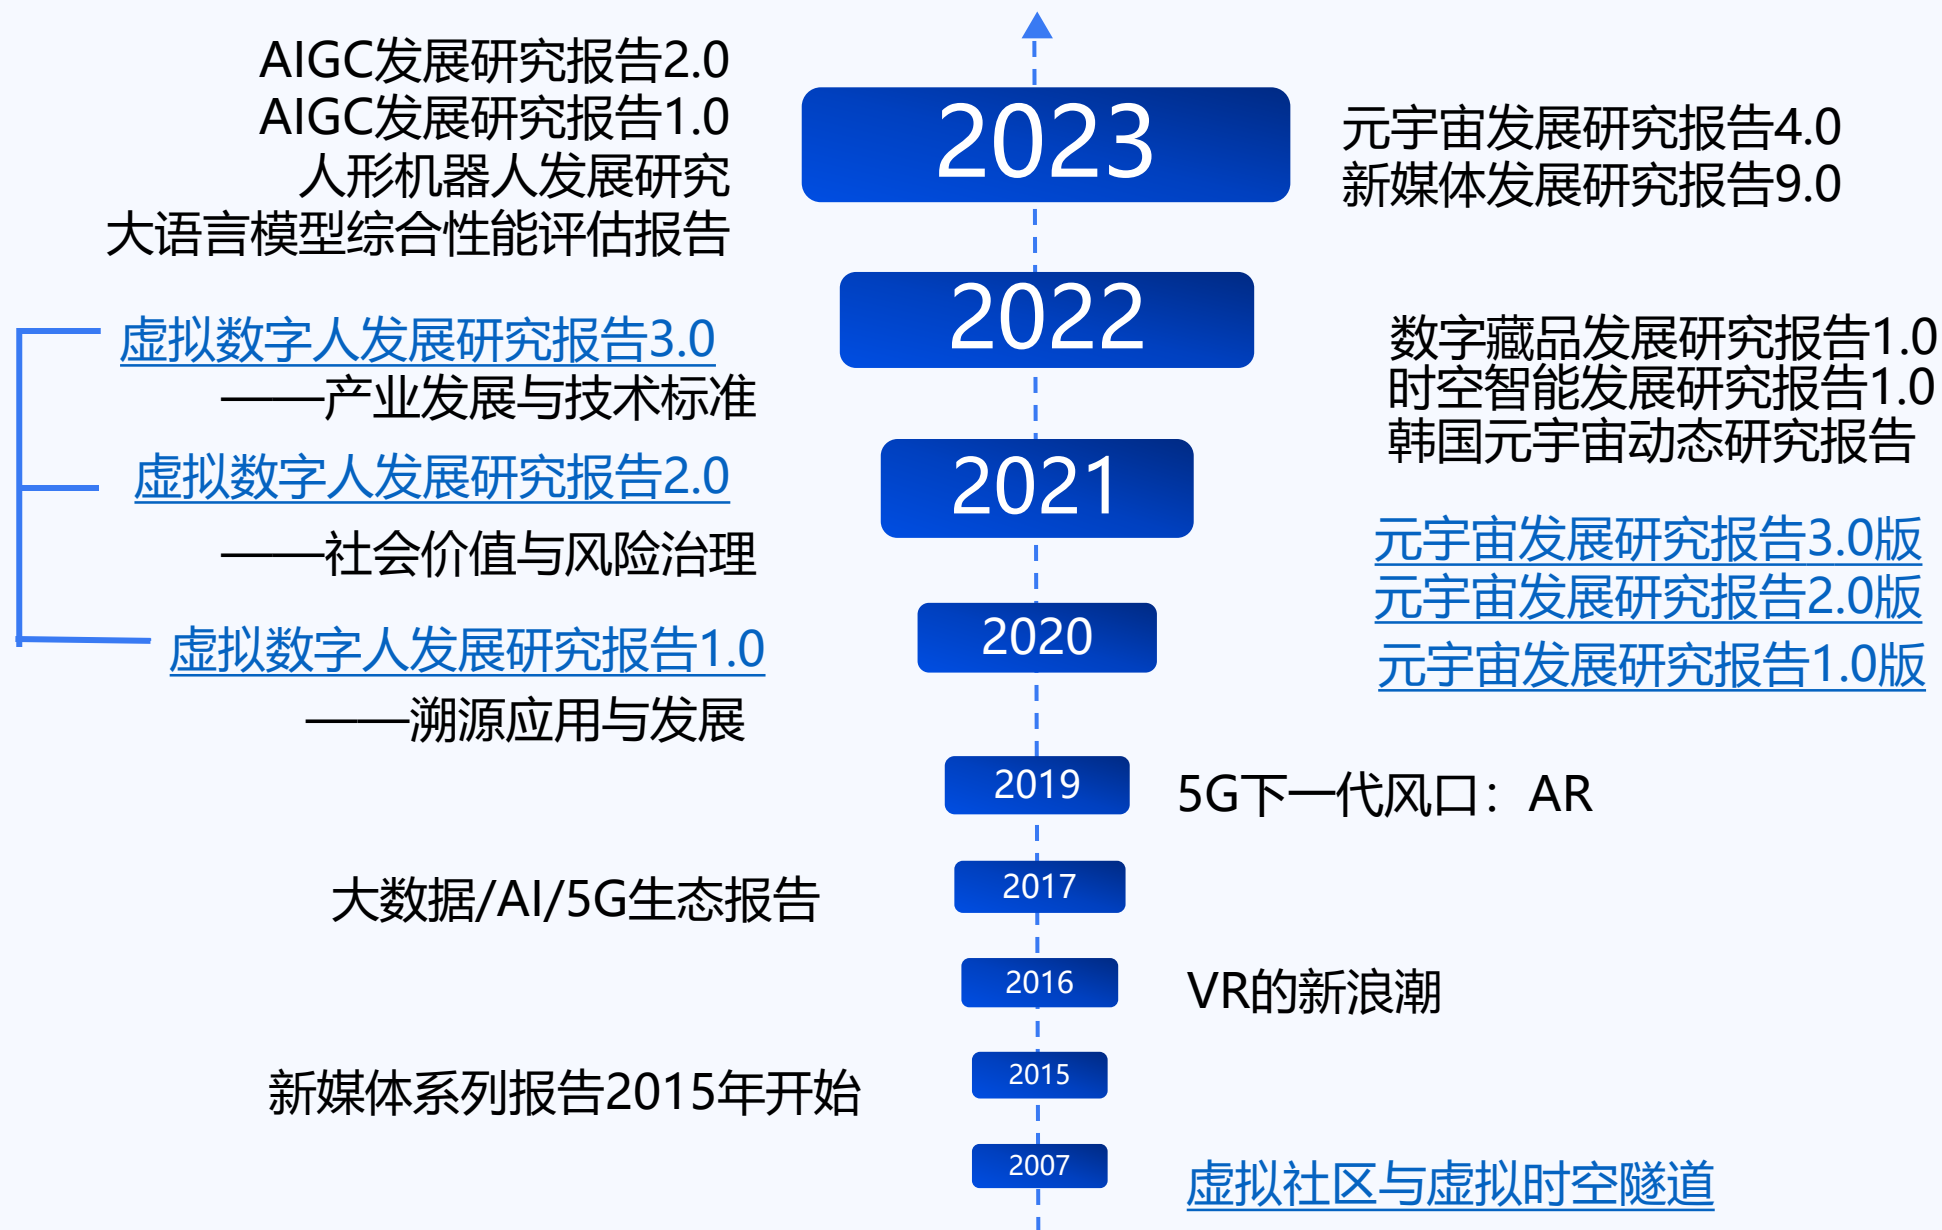 AIGC发展研究报告2.0
AIGC发展研究报告1.0
人形机器人发展研究
大语言模型综合性能评估报告
2023
元宇宙发展研究报告4.0
新媒体发展研究报告9.0
2022
虚拟数字人发展研究报告3.0
——产业发展与技术标准
数字藏品发展研究报告1.0
时空智能发展研究报告1.0
韩国元宇宙动态研究报告
2021
虚拟数字人发展研究报告2.0
——社会价值与风险治理
元宇宙发展研究报告3.0版
元宇宙发展研究报告2.0版
元宇宙发展研究报告1.0版
2020
虚拟数字人发展研究报告1.0
——溯源应用与发展
2019
5G下一代风口：AR
2017
大数据/AI/5G生态报告
2016
VR的新浪潮
2015
新媒体系列报告2015年开始
2007
虚拟社区与虚拟时空隧道